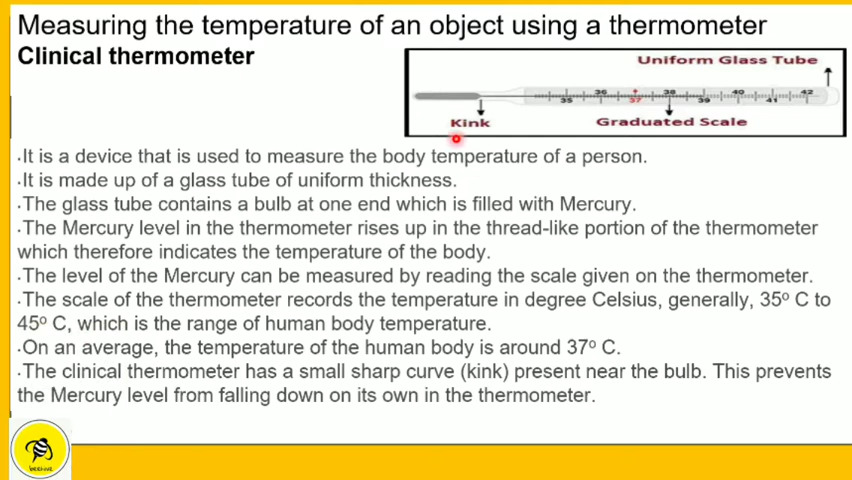 Measuring the temperature of an object using a thermometer
Clinical thermometer
Uniform Glass Tube
36 37 38 40 42
35 39 41
Kink
Graduated Scale
·It is a device that is used to measure the body temperature of a person.
·It is made up of a glass tube of uniform thickness.
·The glass tube contains a bulb at one end which is filled with Mercury.
·The Mercury level in the thermometer rises up in the thread-like portion of the thermometer
which therefore indicates the temperature of the body.
·The level of the Mercury can be measured by reading the scale given on the thermometer.
·The scale of the thermometer records the temperature in degree Celsius, generally, 35º C to
45º C, which is the range of human body temperature.
·On an average, the temperature of the human body is around 37º C.
·The clinical thermometer has a small sharp curve (kink) present near the bulb. This prevents
the Mercury level from falling down on its own in the thermometer.
beehive